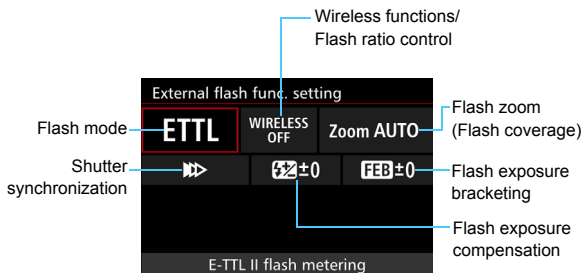 Wireless functions/
Flash ratio control
External flash func. setting
Flash mode
ETTL
WIRELESS
OFF
Zoom AUTO
Flash zoom
(Flash coverage)
Shutter
synchronization
±0
FEB±0
Flash exposure
bracketing
Flash exposure
compensation
E-TTL II flash metering